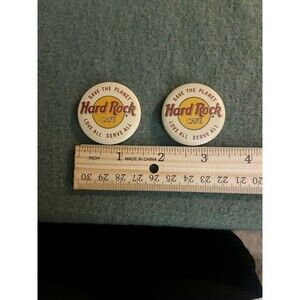 SAVE THE PLANET
Hard Rock
CAFE
LOVE ALL SERVE ALL
SAVE THE PLANET
Hard Rock
CAFE
LOVE ALL SERVE ALL
INCH 1 MADE IN CHINA 2 3 4
30 29 28 27 26 25 24 23 22 21 20